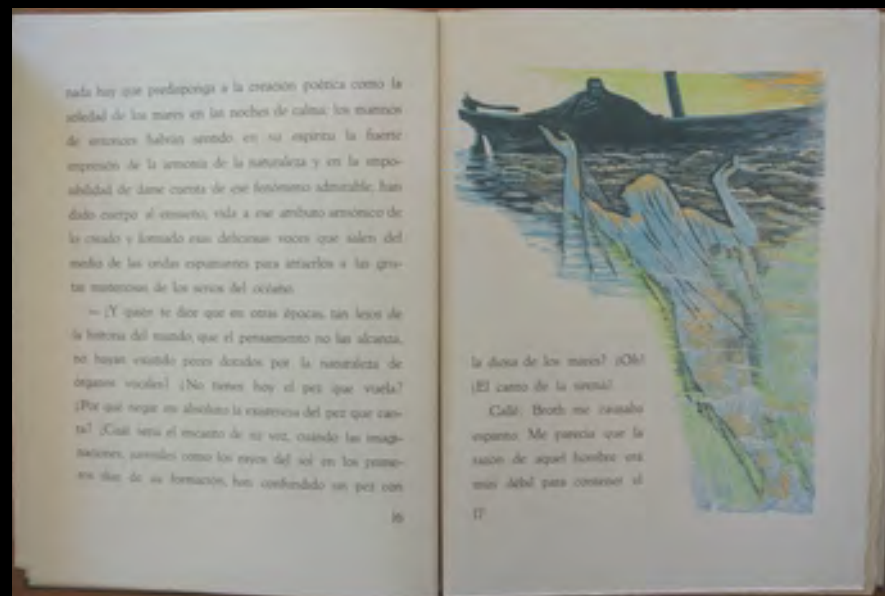 nada hay que predisponga a la creación poética como la
soledad de los mares en las noches de calma; los marinos
de entonces habrán sentido en su espíritu la fuerte
expresión de la armonía de la naturaleza y en la impo-
sibilidad de darse cuenta de ese fenómeno admirable, han
dado cuerpo al ensueño, vida a ese atributo armónico de
lo creado y formado esas deliciosas voces que salen del
medio de las ondas espumantes para atraerlos a las gru-
tas misteriosas de los senos del océano.
— ¿Y quién te dice que en otras épocas, tan lejos de
la historia del mundo, que el pensamiento no las alcanza,
no hayan existido peces dotados por la naturaleza de
órganos vocales? ¿No tienes hoy el pez que vuela?
¿Por qué negar en absoluto la existencia del pez que can-
ta? ¿Cuál sería el encanto de su voz, cuando las imagi-
naciones, juveniles como los rayos del sol en los prime-
ros días de su formación, han confundido un pez con
16
la diosa de los mares? ¡Oh!
¡El canto de la sirena!
Callé. Broth me causaba
espanto. Me parecía que la
razón de aquel hombre era
muy débil para contener el
17